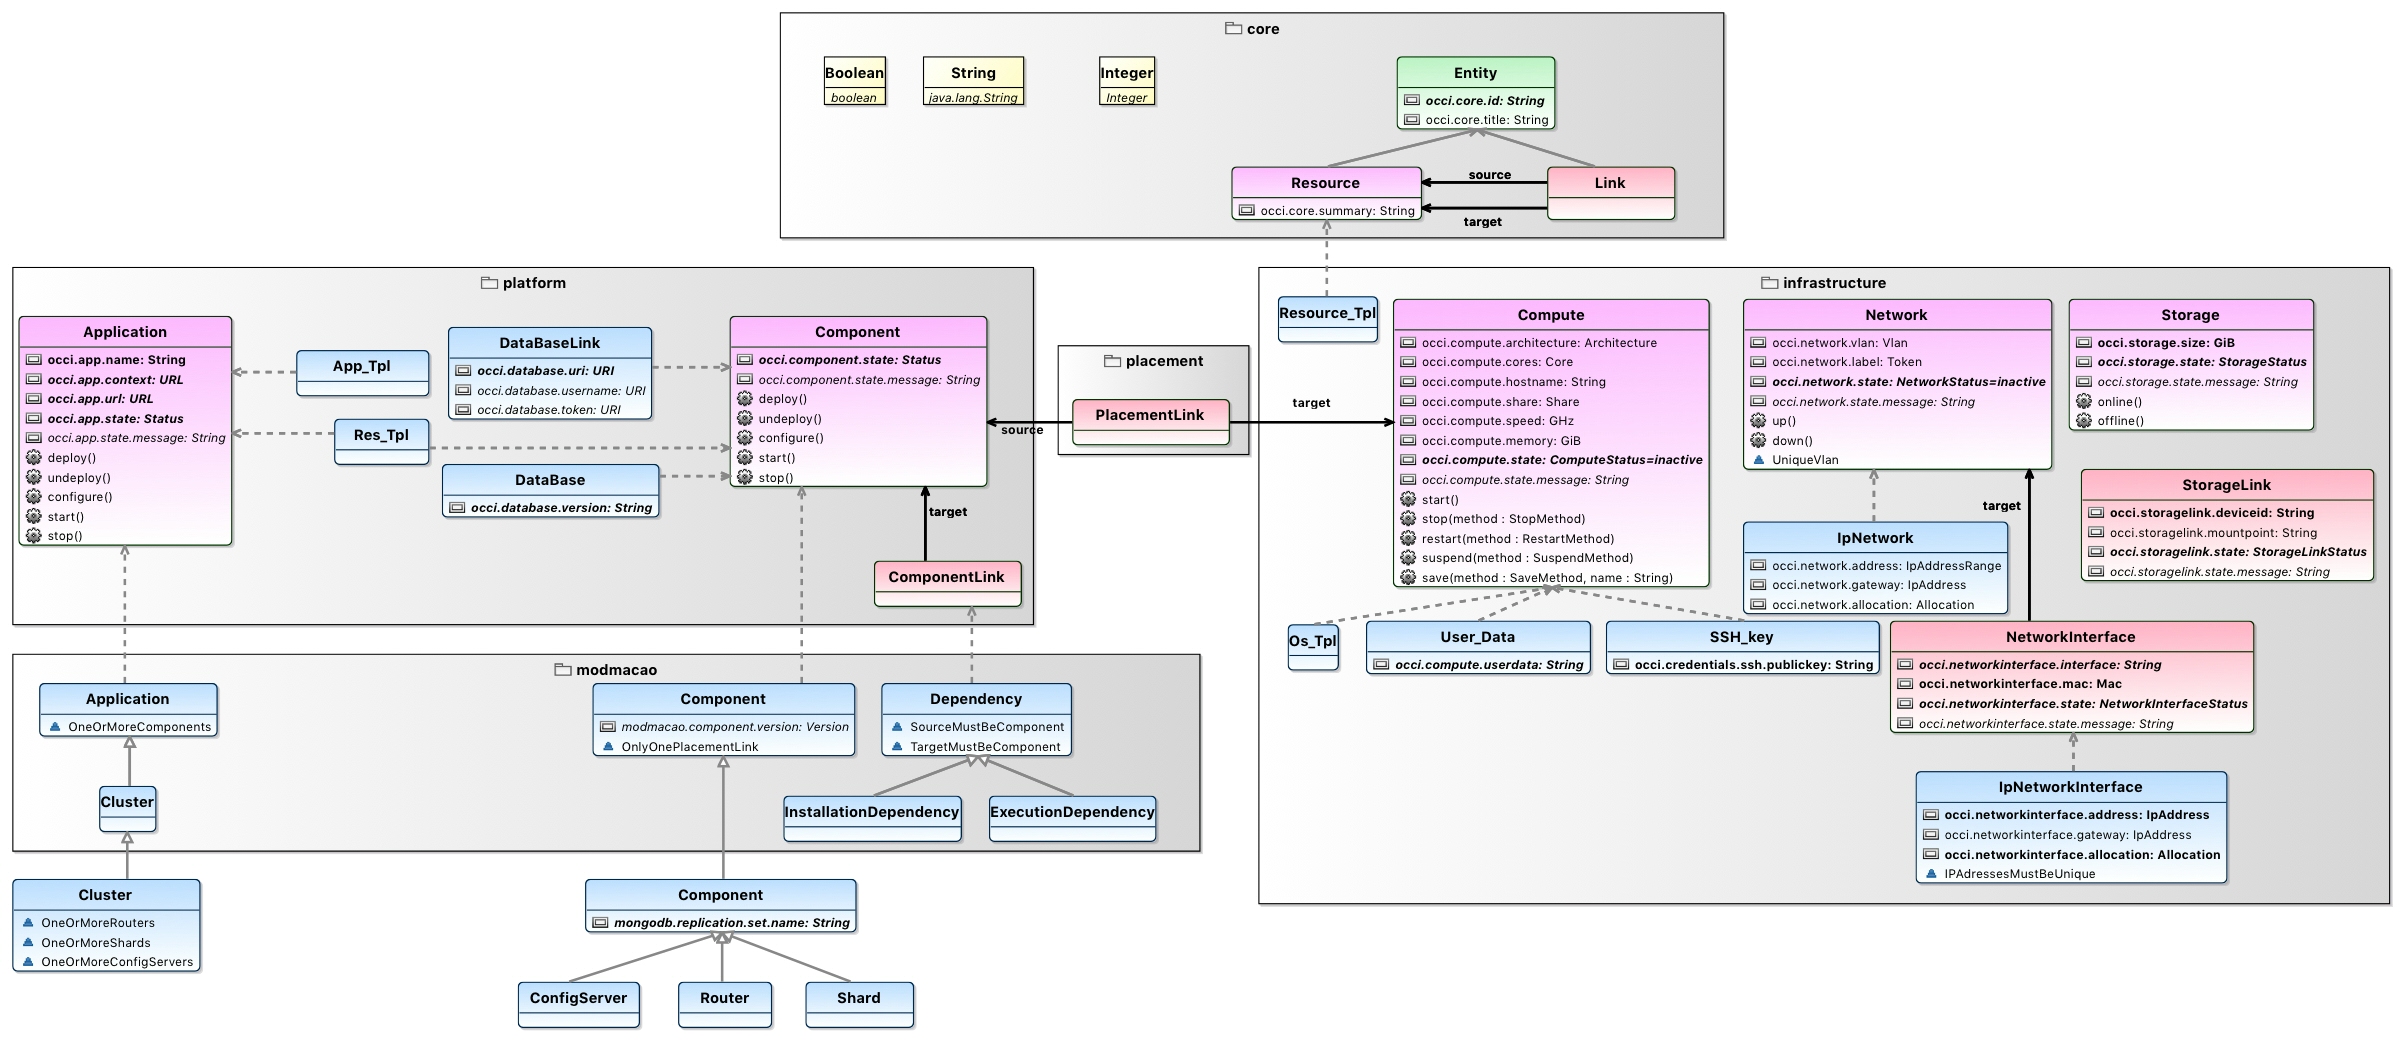 core
Boolean
boolean
String
java.lang.String
Integer
Integer
Entity
occi.core.id: String
occi.core.title: String
Resource
occi.core.summary: String
source
target
Link
platform
Application
occi.app.name: String
occi.app.context: URL
occi.app.url: URL
occi.app.state: Status
occi.app.state.message: String
deploy()
undeploy()
configure()
start()
stop()
App_Tpl
Res_Tpl
DataBaseLink
occi.database.uri: URI
occi.database.username: URI
occi.database.token: URI
DataBase
occi.database.version: String
Component
occi.component.state: Status
occi.component.state.message: String
deploy()
undeploy()
configure()
start()
stop()
target
ComponentLink
placement
PlacementLink
source
target
infrastructure
Resource_Tpl
Compute
occi.compute.architecture: Architecture
occi.compute.cores: Core
occi.compute.hostname: String
occi.compute.share: Share
occi.compute.speed: GHz
occi.compute.memory: GiB
occi.compute.state: ComputeStatus=inactive
occi.compute.state.message: String
start()
stop(method : StopMethod)
restart(method : RestartMethod)
suspend(method : SuspendMethod)
save(method : SaveMethod, name : String)
Network
occi.network.vlan: Vlan
occi.network.label: Token
occi.network.state: NetworkStatus=inactive
occi.network.state.message: String
up()
down()
UniqueVlan
Storage
occi.storage.size: GiB
occi.storage.state: StorageStatus
occi.storage.state.message: String
online()
offline()
StorageLink
occi.storagelink.deviceid: String
occi.storagelink.mountpoint: String
occi.storagelink.state: StorageLinkStatus
occi.storagelink.state.message: String
target
IpNetwork
occi.network.address: IpAddressRange
occi.network.gateway: IpAddress
occi.network.allocation: Allocation
Os_Tpl
User_Data
occi.compute.userdata: String
SSH_key
occi.credentials.ssh.publickey: String
NetworkInterface
occi.networkinterface.interface: String
occi.networkinterface.mac: Mac
occi.networkinterface.state: NetworkInterfaceStatus
occi.networkinterface.state.message: String
IpNetworkInterface
occi.networkinterface.address: IpAddress
occi.networkinterface.gateway: IpAddress
occi.networkinterface.allocation: Allocation
IPAdressesMustBeUnique
modmacao
Application
OneOrMoreComponents
Cluster
Component
modmacao.component.version: Version
OnlyOnePlacementLink
Dependency
SourceMustBeComponent
TargetMustBeComponent
InstallationDependency
ExecutionDependency
Cluster
OneOrMoreRouters
OneOrMoreShards
OneOrMoreConfigServers
Component
mongodb.replication.set.name: String
ConfigServer
Router
Shard